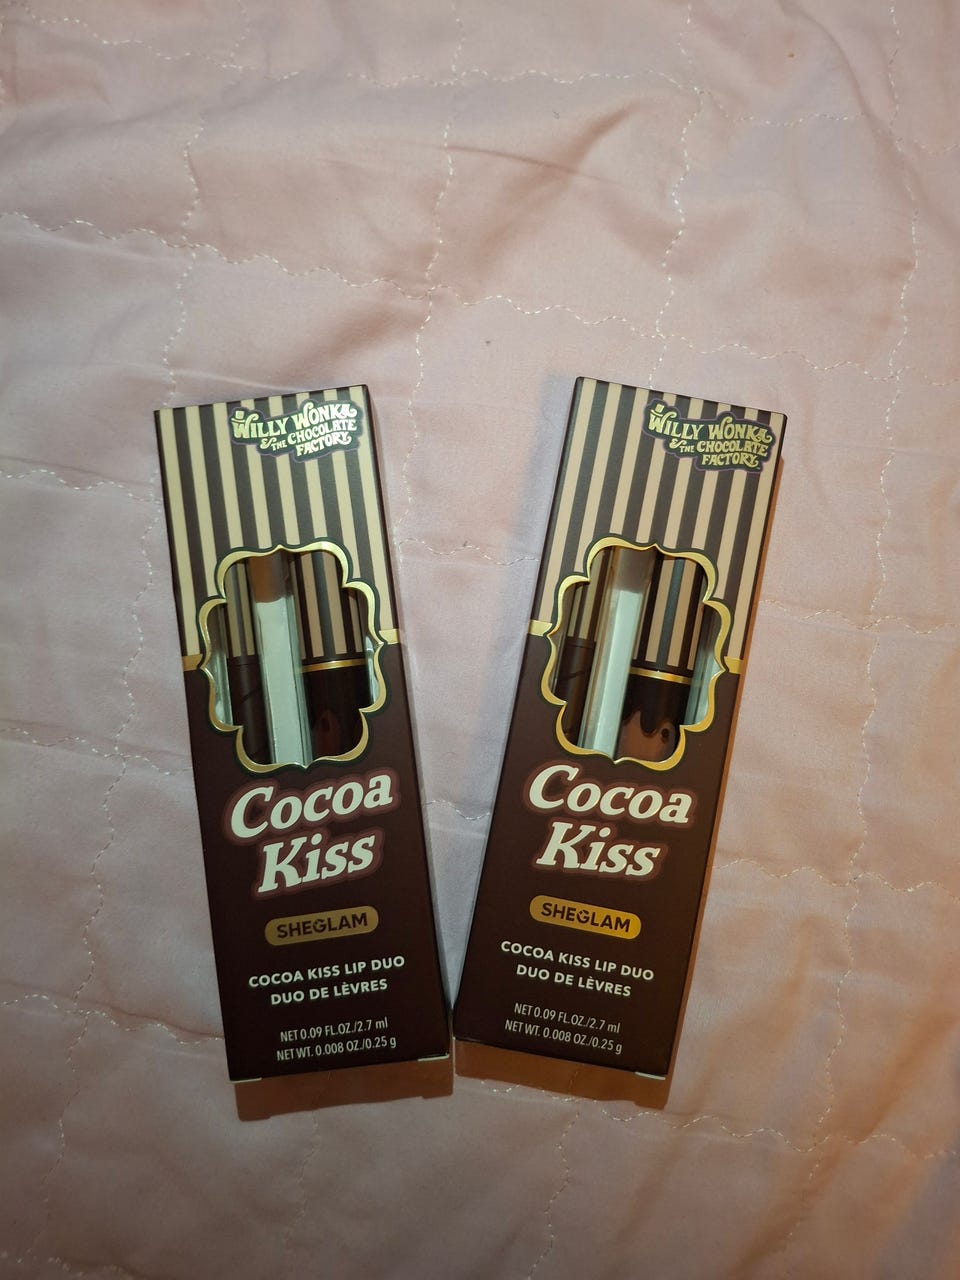 WILLY WONKA
& THE CHOCOLATE
FACTORY
Cocoa
Kiss
SHEGLAM
COCOA KISS LIP DUO
DUO DE LÈVRES
NET 0.09 FL.OZ./2.7 ml
NET WT. 0.008 OZ./0.25 g
WILLY WONKA
& THE CHOCOLATE
FACTORY
Cocoa
Kiss
SHEGLAM
COCOA KISS LIP DUO
DUO DE LÈVRES
NET 0.09 FL.OZ./2.7 ml
NET WT. 0.008 OZ./0.25 g